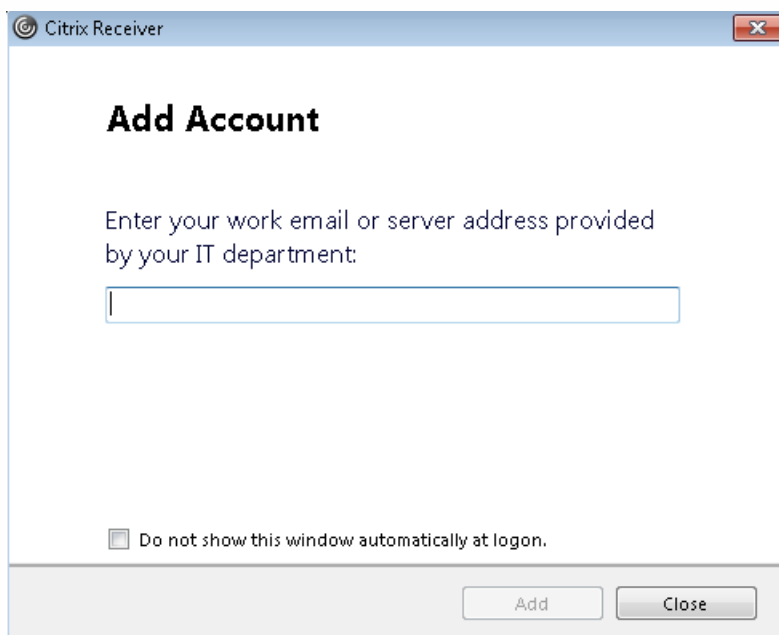 Citrix Receiver
Add Account
Enter your work email or server address provided
by your IT department:
Do not show this window automatically at logon.
Add
Close